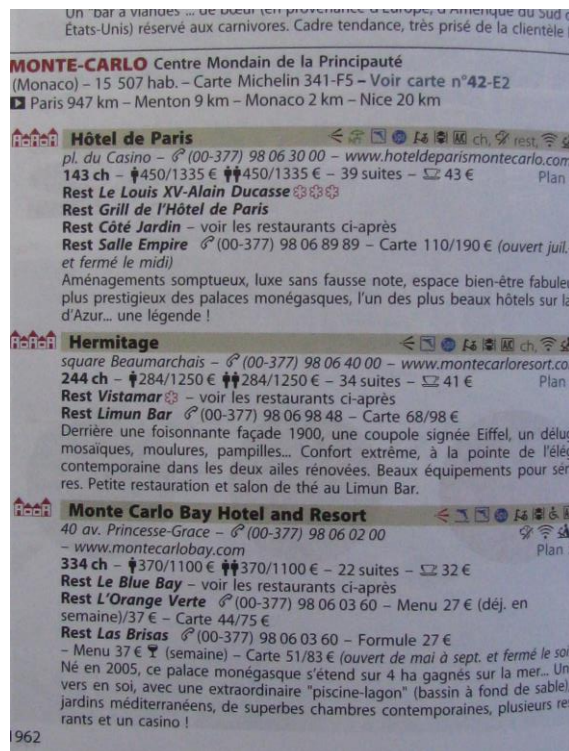 Un "bar à viandes ... de bœuf (en provenance d'Europe, d'Amérique du Sud
États-Unis) réservé aux carnivores. Cadre tendance, très prisé de la clientèle
MONTE-CARLO Centre Mondain de la Principauté
(Monaco) – 15 507 hab. – Carte Michelin 341-F5 – Voir carte n°42-E2
Paris 947 km – Menton 9 km – Monaco 2 km – Nice 20 km
Hôtel de Paris ch, rest,
pl. du Casino – (00-377) 98 06 30 00 – www.hoteldeparismontecarlo.com
143 ch – 450/1335 € 450/1335 € – 39 suites – 43 € Plan
Rest Le Louis XV-Alain Ducasse
Rest Grill de l'Hôtel de Paris
Rest Côté Jardin – voir les restaurants ci-après
Rest Salle Empire (00-377) 98 06 89 89 – Carte 110/190 € (ouvert juil.
et fermé le midi)
Aménagements somptueux, luxe sans fausse note, espace bien-être
plus prestigieux des palaces monégasques, l'un des plus beaux hôtels sur la
d'Azur... une légende !
Hermitage ch,
square Beaumarchais – (00-377) 98 06 40 00 – www.montecarloresort.co
244 ch – 284/1250 € 284/1250 € – 34 suites – 41 € Plan
Rest Vistamar – voir les restaurants ci-après
Rest Limun Bar (00-377) 98 06 98 48 – Carte 68/98 €
Derrière une foisonnante façade 1900, une coupole signée Eiffel, un
mosaïques, moulures, pampilles... Confort extrême, à la pointe de
contemporaine dans les deux ailes rénovées. Beaux équipements pour
res. Petite restauration et salon de thé au Limun Bar.
Monte Carlo Bay Hotel and Resort
40 av. Princesse-Grace – (00-377) 98 06 02 00
– www.montecarlobay.com Plan
334 ch – 370/1100 € 370/1100 € – 22 suites – 32 €
Rest Le Blue Bay – voir les restaurants ci-après
Rest L'Orange Verte (00-377) 98 06 03 60 – Menu 27 € (déj. en
semaine)/37 € – Carte 44/75 €
Rest Las Brisas (00-377) 98 06 03 60 – Formule 27 €
– Menu 37 € (semaine) – Carte 51/83 € (ouvert de mai à sept. et fermé le soir
Né en 2005, ce palace monégasque s'étend sur 4 ha gagnés sur la mer... Un
vers en soi, avec une extraordinaire "piscine-lagon" (bassin à fond de sable),
jardins méditerranéens, de superbes chambres contemporaines, plusieurs
rants et un casino !
1962